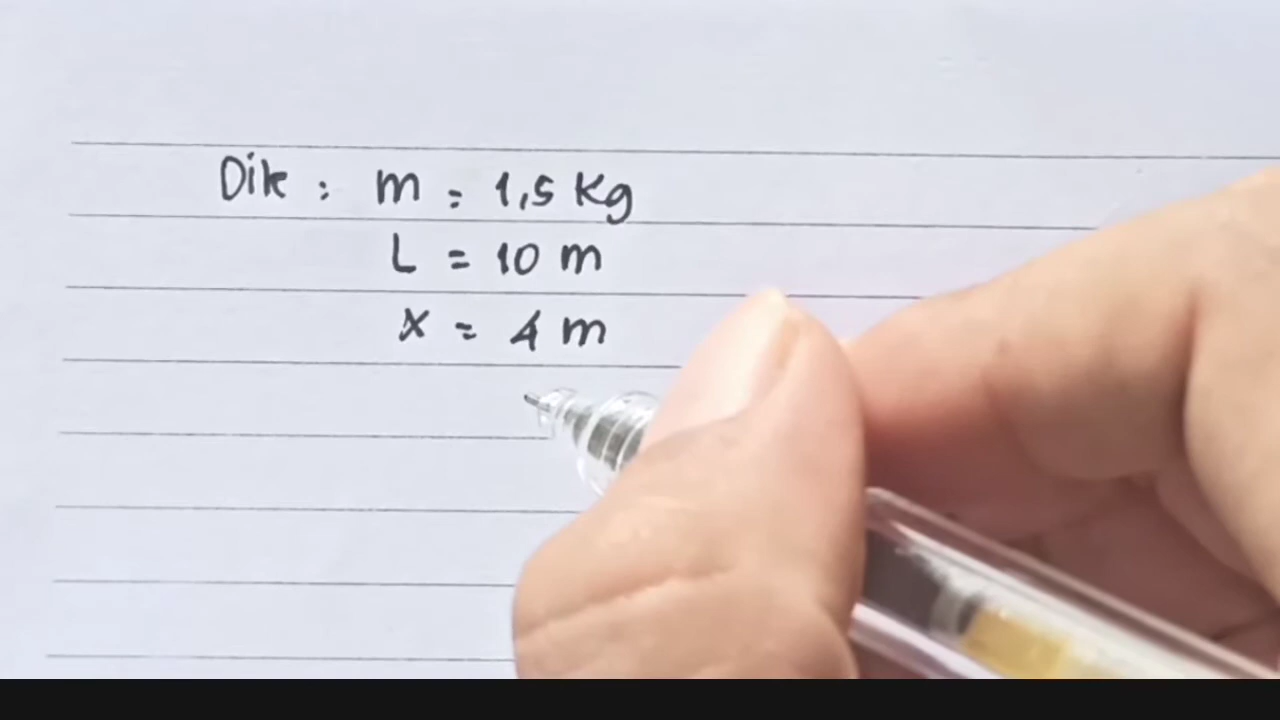 Dik : m = 1,5 Kg
L = 10 m
x = 4 m